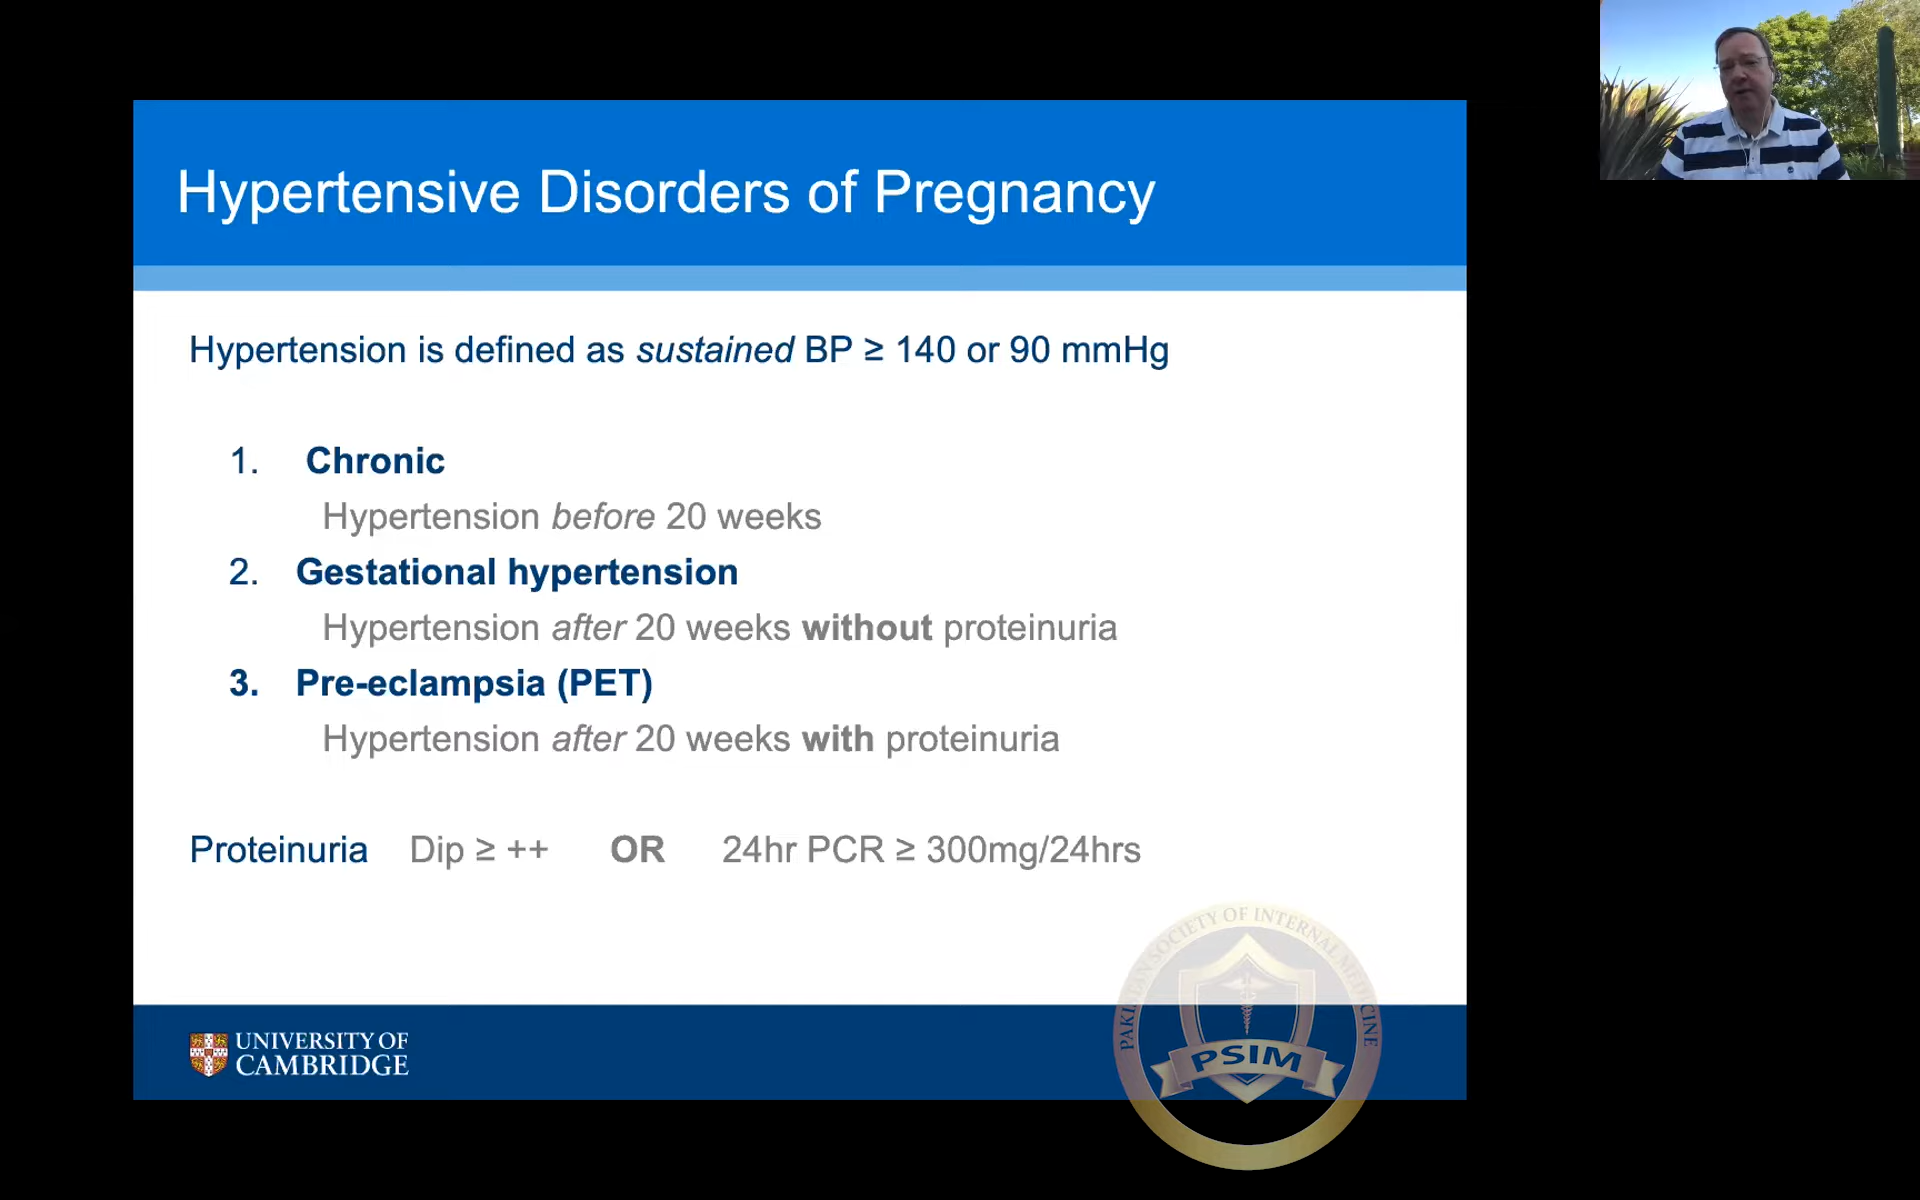 Hypertensive Disorders of Pregnancy
Hypertension is defined as sustained BP ≥ 140 or 90 mmHg
1. Chronic
Hypertension before 20 weeks
2. Gestational hypertension
Hypertension after 20 weeks without proteinuria
3. Pre-eclampsia (PET)
Hypertension after 20 weeks with proteinuria
Proteinuria Dip ≥ ++ OR 24hr PCR ≥ 300mg/24hrs
UNIVERSITY OF
CAMBRIDGE
PAKISTAN SOCIETY OF INTERNAL MEDICINE
PSIM